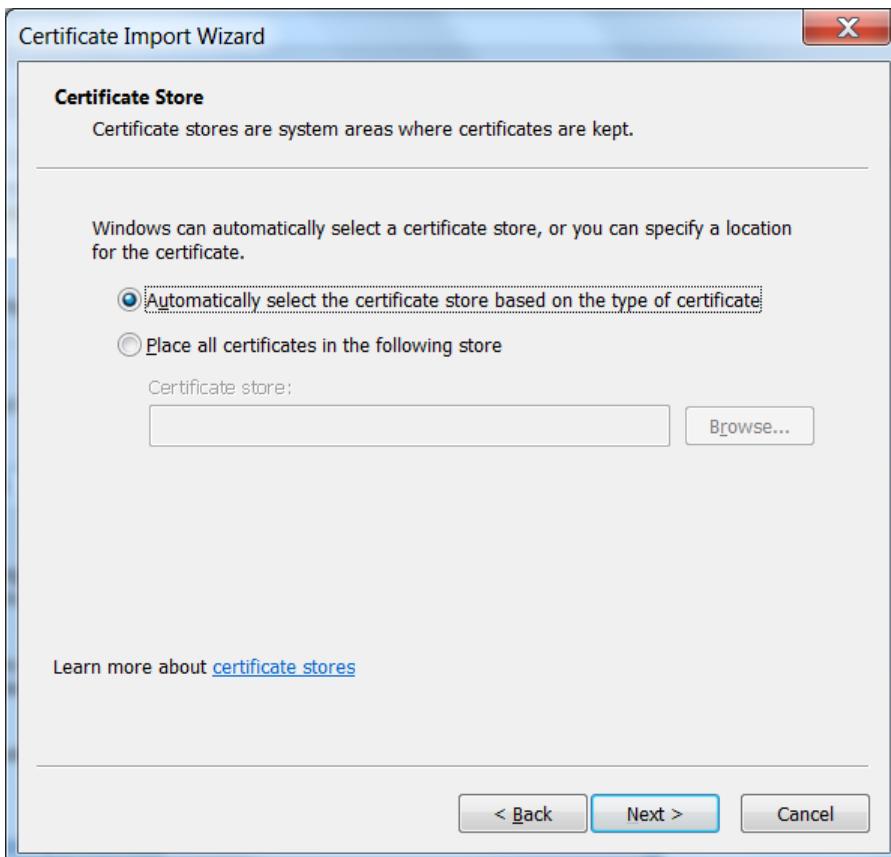 Certificate Import Wizard
X
Certificate Store
Certificate stores are system areas where certificates are kept.
Windows can automatically select a certificate store, or you can specify a location
for the certificate.
Automatically select the certificate store based on the type of certificate
Place all certificates in the following store
Certificate store:
Browse...
Learn more about certificate stores
< Back Next > Cancel